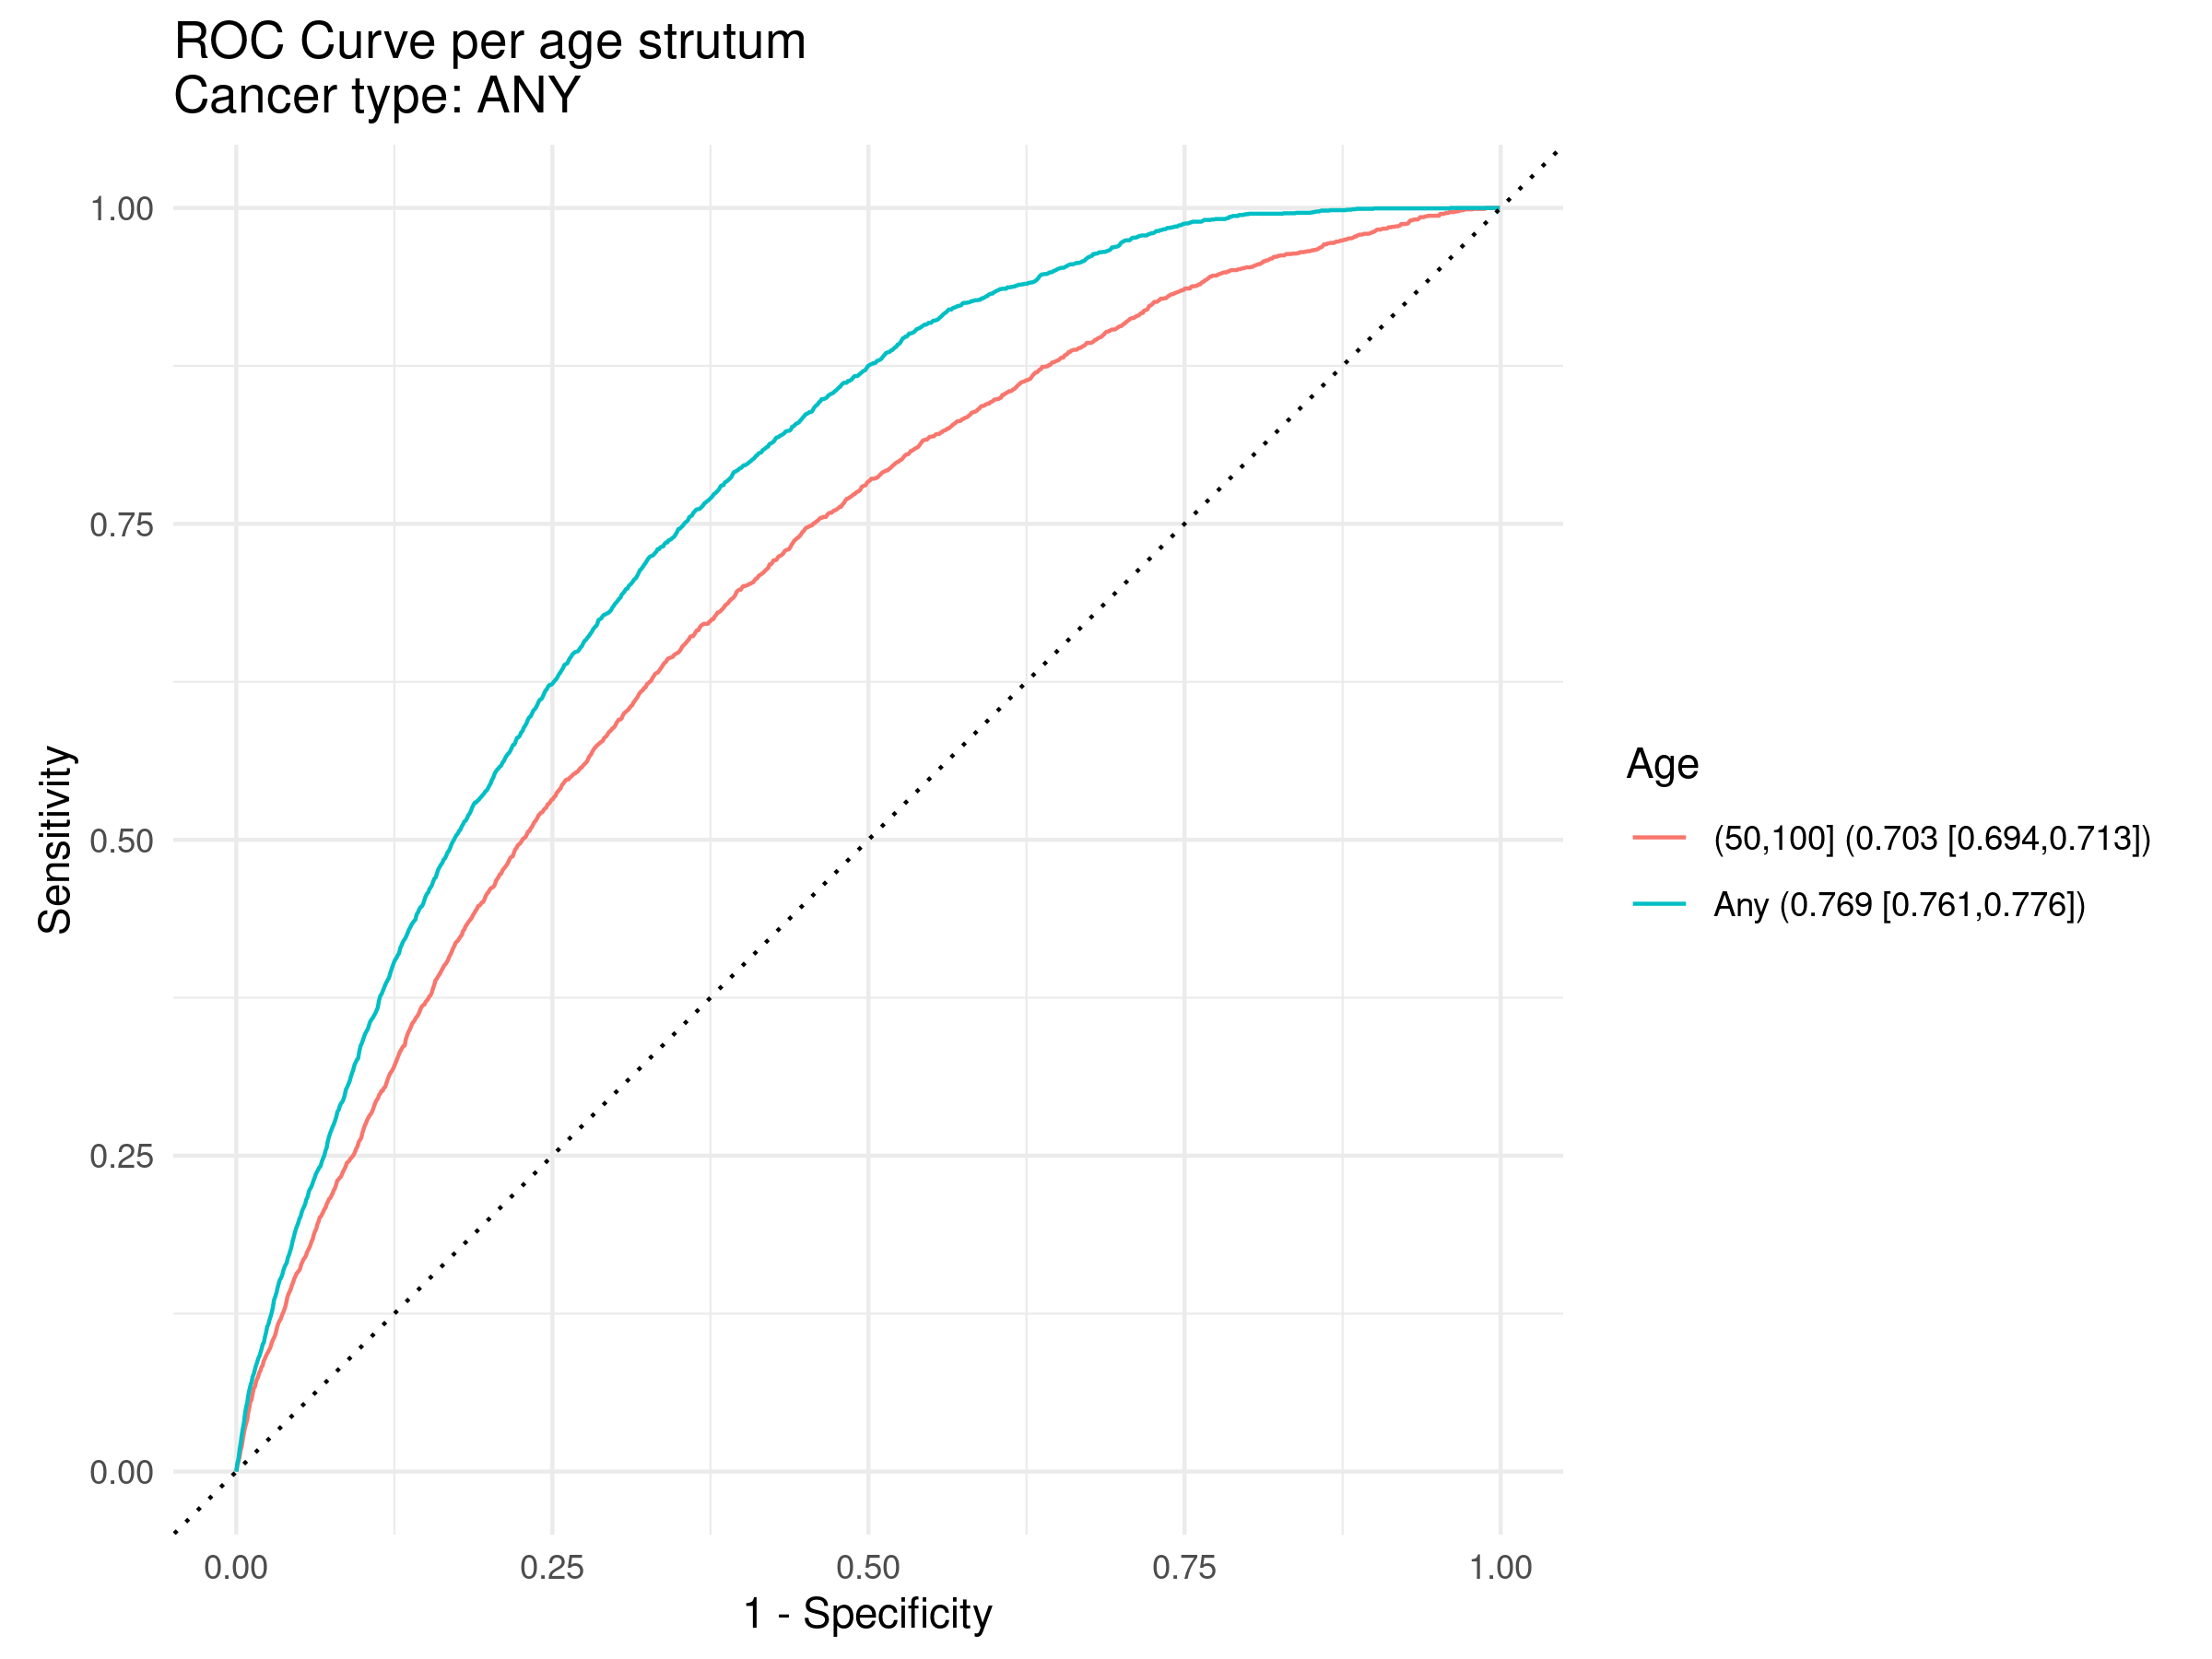 ROC Curve per age strutum
Cancer type: ANY
1.00
0.75
0.50
0.25
0.00
Sensitivity
0.00 0.25 0.50 0.75 1.00
1 - Specificity
Age
(50,100] (0.703 [0.694,0.713])
Any (0.769 [0.761,0.776])